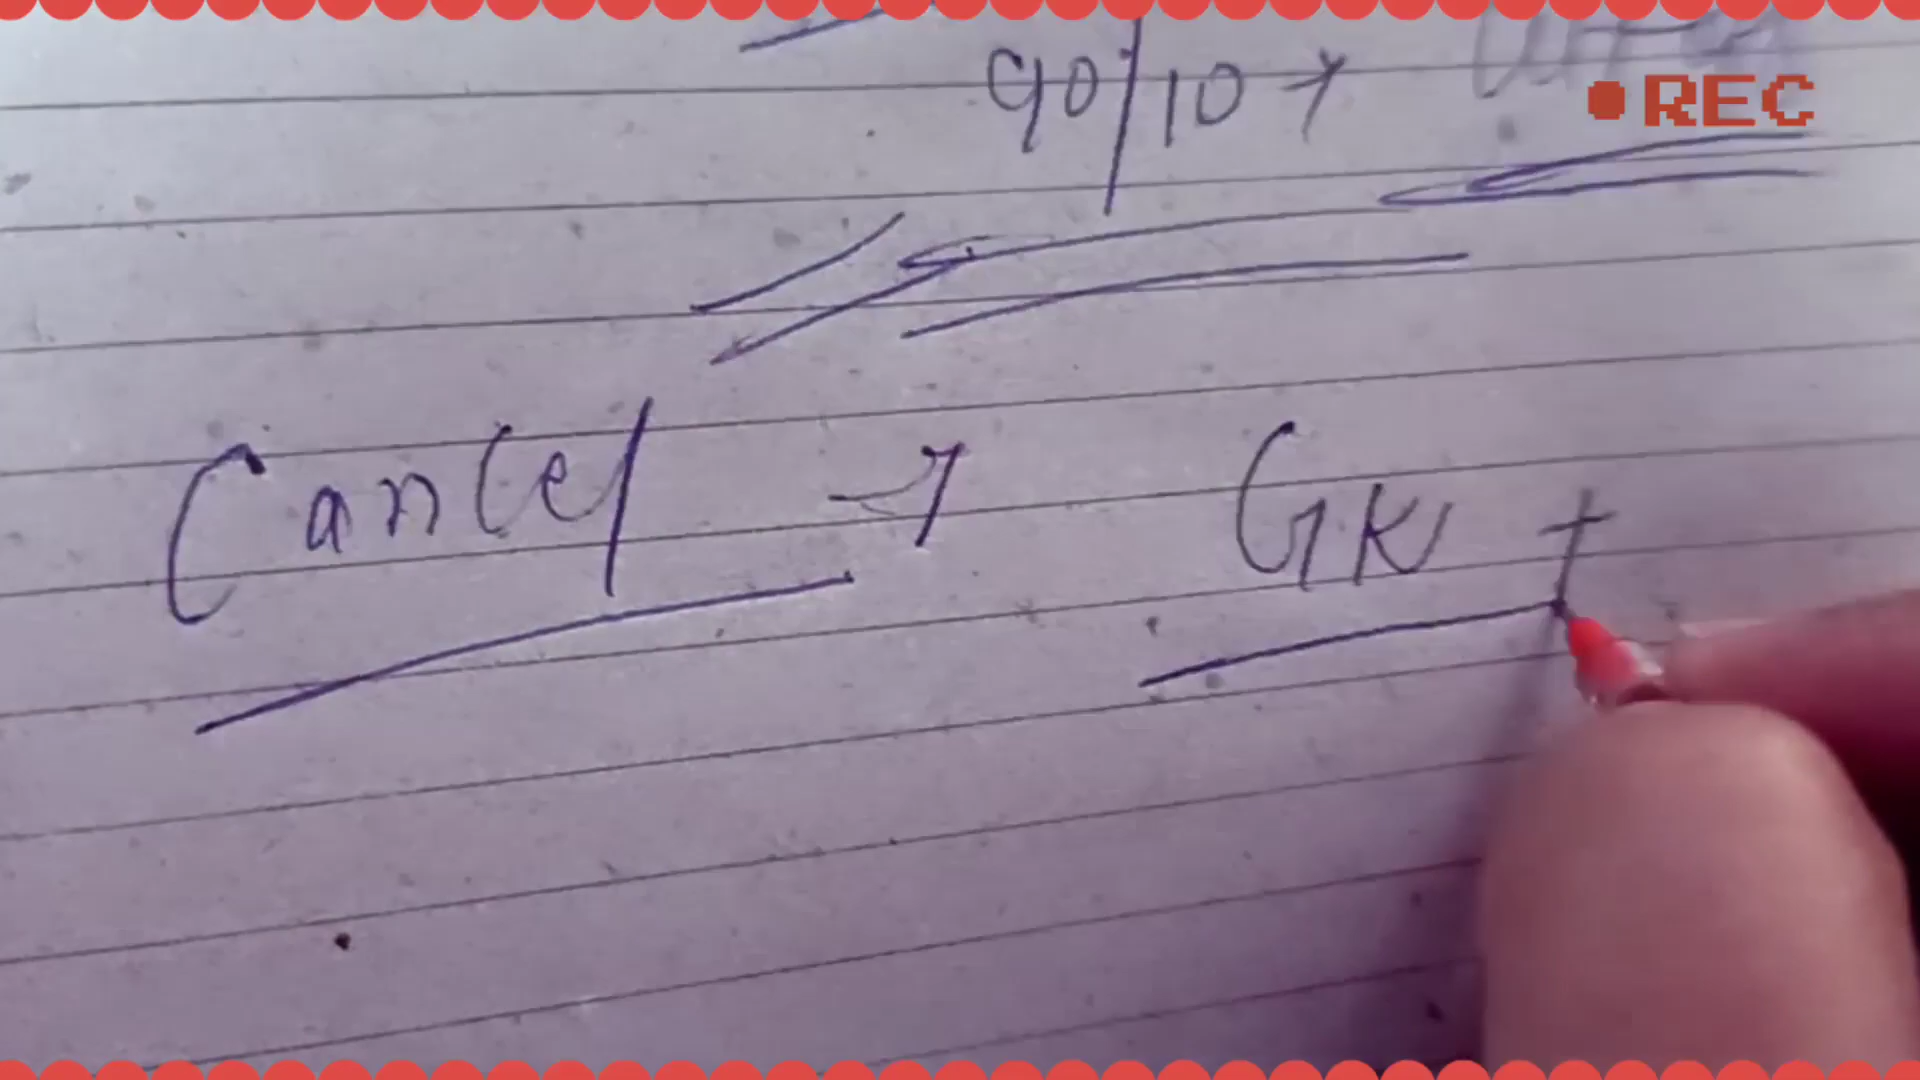 90/10 →
REC
Cancel → GK +